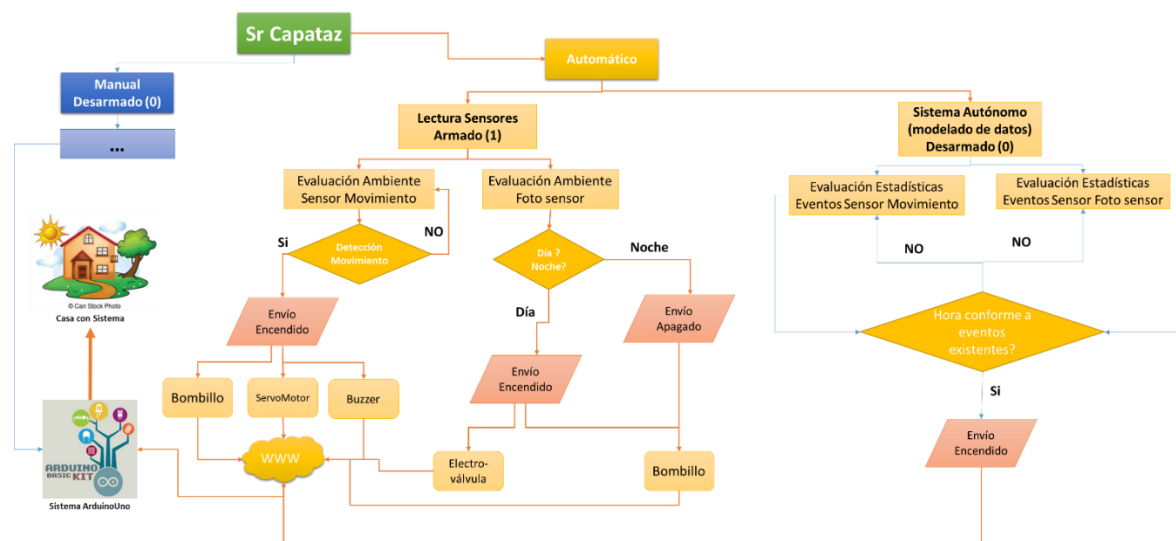 Sr Capataz
Automático
Manual
Desarmado (0)
...
Lectura Sensores
Armado (1)
Sistema Autónomo
(modelado de datos)
Desarmado (0)
Evaluación Ambiente
Sensor Movimiento
Evaluación Ambiente
Foto sensor
Evaluación Estadísticas
Eventos Sensor Movimiento
Evaluación Estadísticas
Eventos Sensor Foto sensor
Si
NO
Detección
Movimiento
Día ?
Noche?
Noche
NO
NO
© Can Stock Photo
Casa con Sistema
Envío
Encendido
Día
Envío
Apagado
Hora conforme a
eventos
existentes?
Envío
Encendido
Si
Bombillo
ServoMotor
Buzzer
WWW
Electro-
válvula
Bombillo
Envío
Encendido
ARDUINO
BASIC KIT
Sistema ArduinoUno